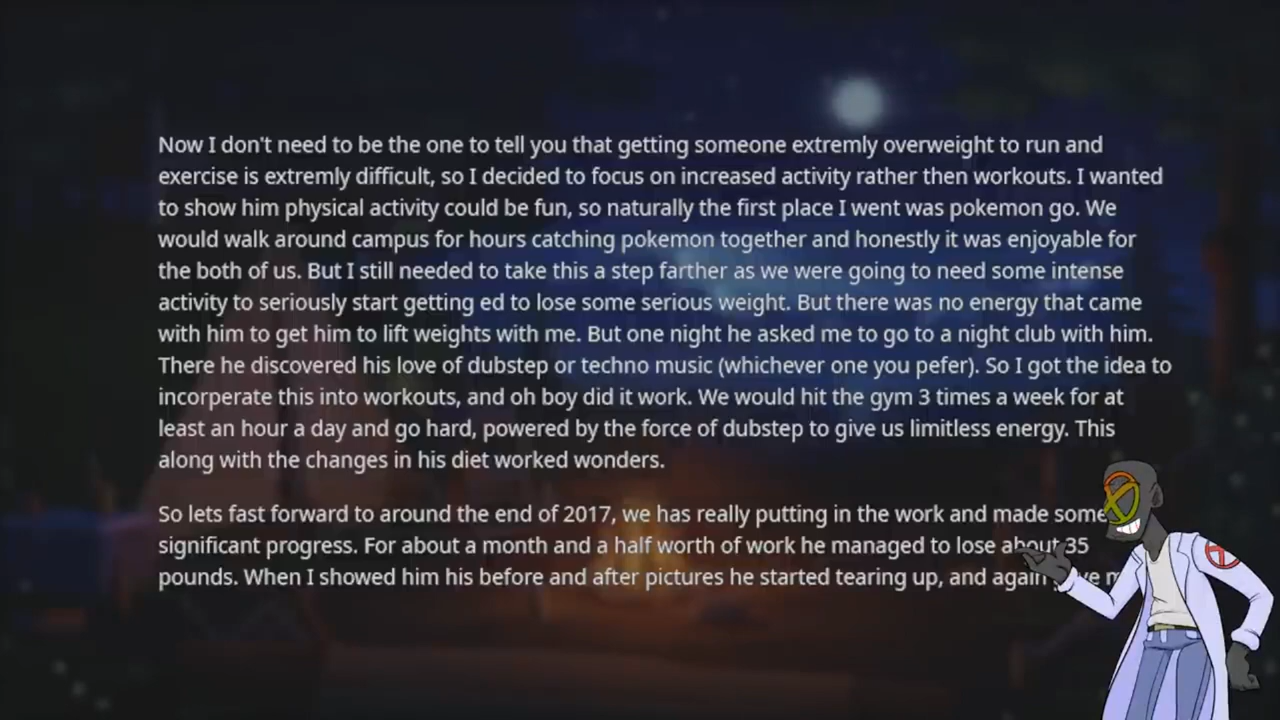 Now I don't need to be the one to tell you that getting someone extremly overweight to run and
exercise is extremly difficult, so I decided to focus on increased activity rather then workouts. I wanted
to show him physical activity could be fun, so naturally the first place I went was pokemon go. We
would walk around campus for hours catching pokemon together and honestly it was enjoyable for
the both of us. But I still needed to take this a step farther as we were going to need some intense
activity to seriously start getting ed to lose some serious weight. But there was no energy that came
with him to get him to lift weights with me. But one night he asked me to go to a night club with him.
There he discovered his love of dubstep or techno music (whichever one you pefer). So I got the idea to
incorperate this into workouts, and oh boy did it work. We would hit the gym 3 times a week for at
least an hour a day and go hard, powered by the force of dubstep to give us limitless energy. This
along with the changes in his diet worked wonders.
So lets fast forward to around the end of 2017, we has really putting in the work and made some
significant progress. For about a month and a half worth of work he managed to lose about 35
pounds. When I showed him his before and after pictures he started tearing up, and again